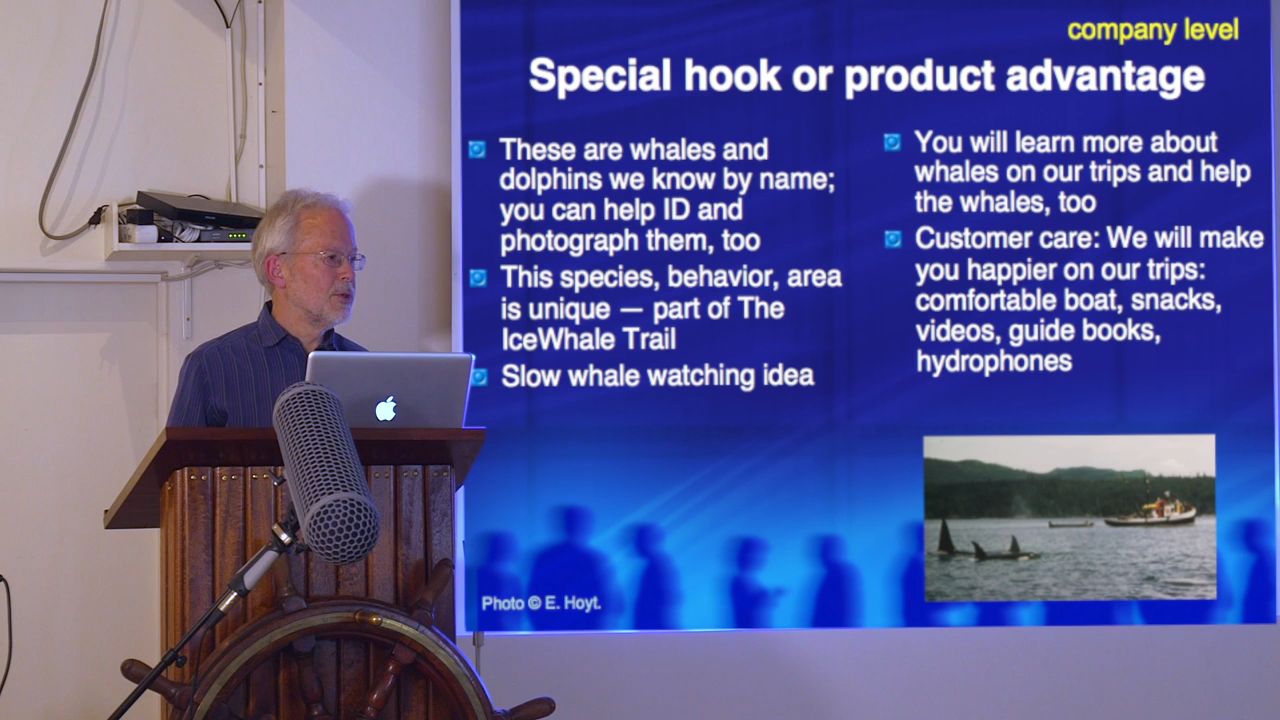 company level
Special hook or product advantage
These are whales and
dolphins we know by name;
you can help ID and
photograph them, too
This species, behavior, area
is unique — part of The
IceWhale Trail
Slow whale watching idea
You will learn more about
whales on our trips and help
the whales, too
Customer care: We will make
you happier on our trips:
comfortable boat, snacks,
videos, guide books,
hydrophones
Photo © E. Hoyt.